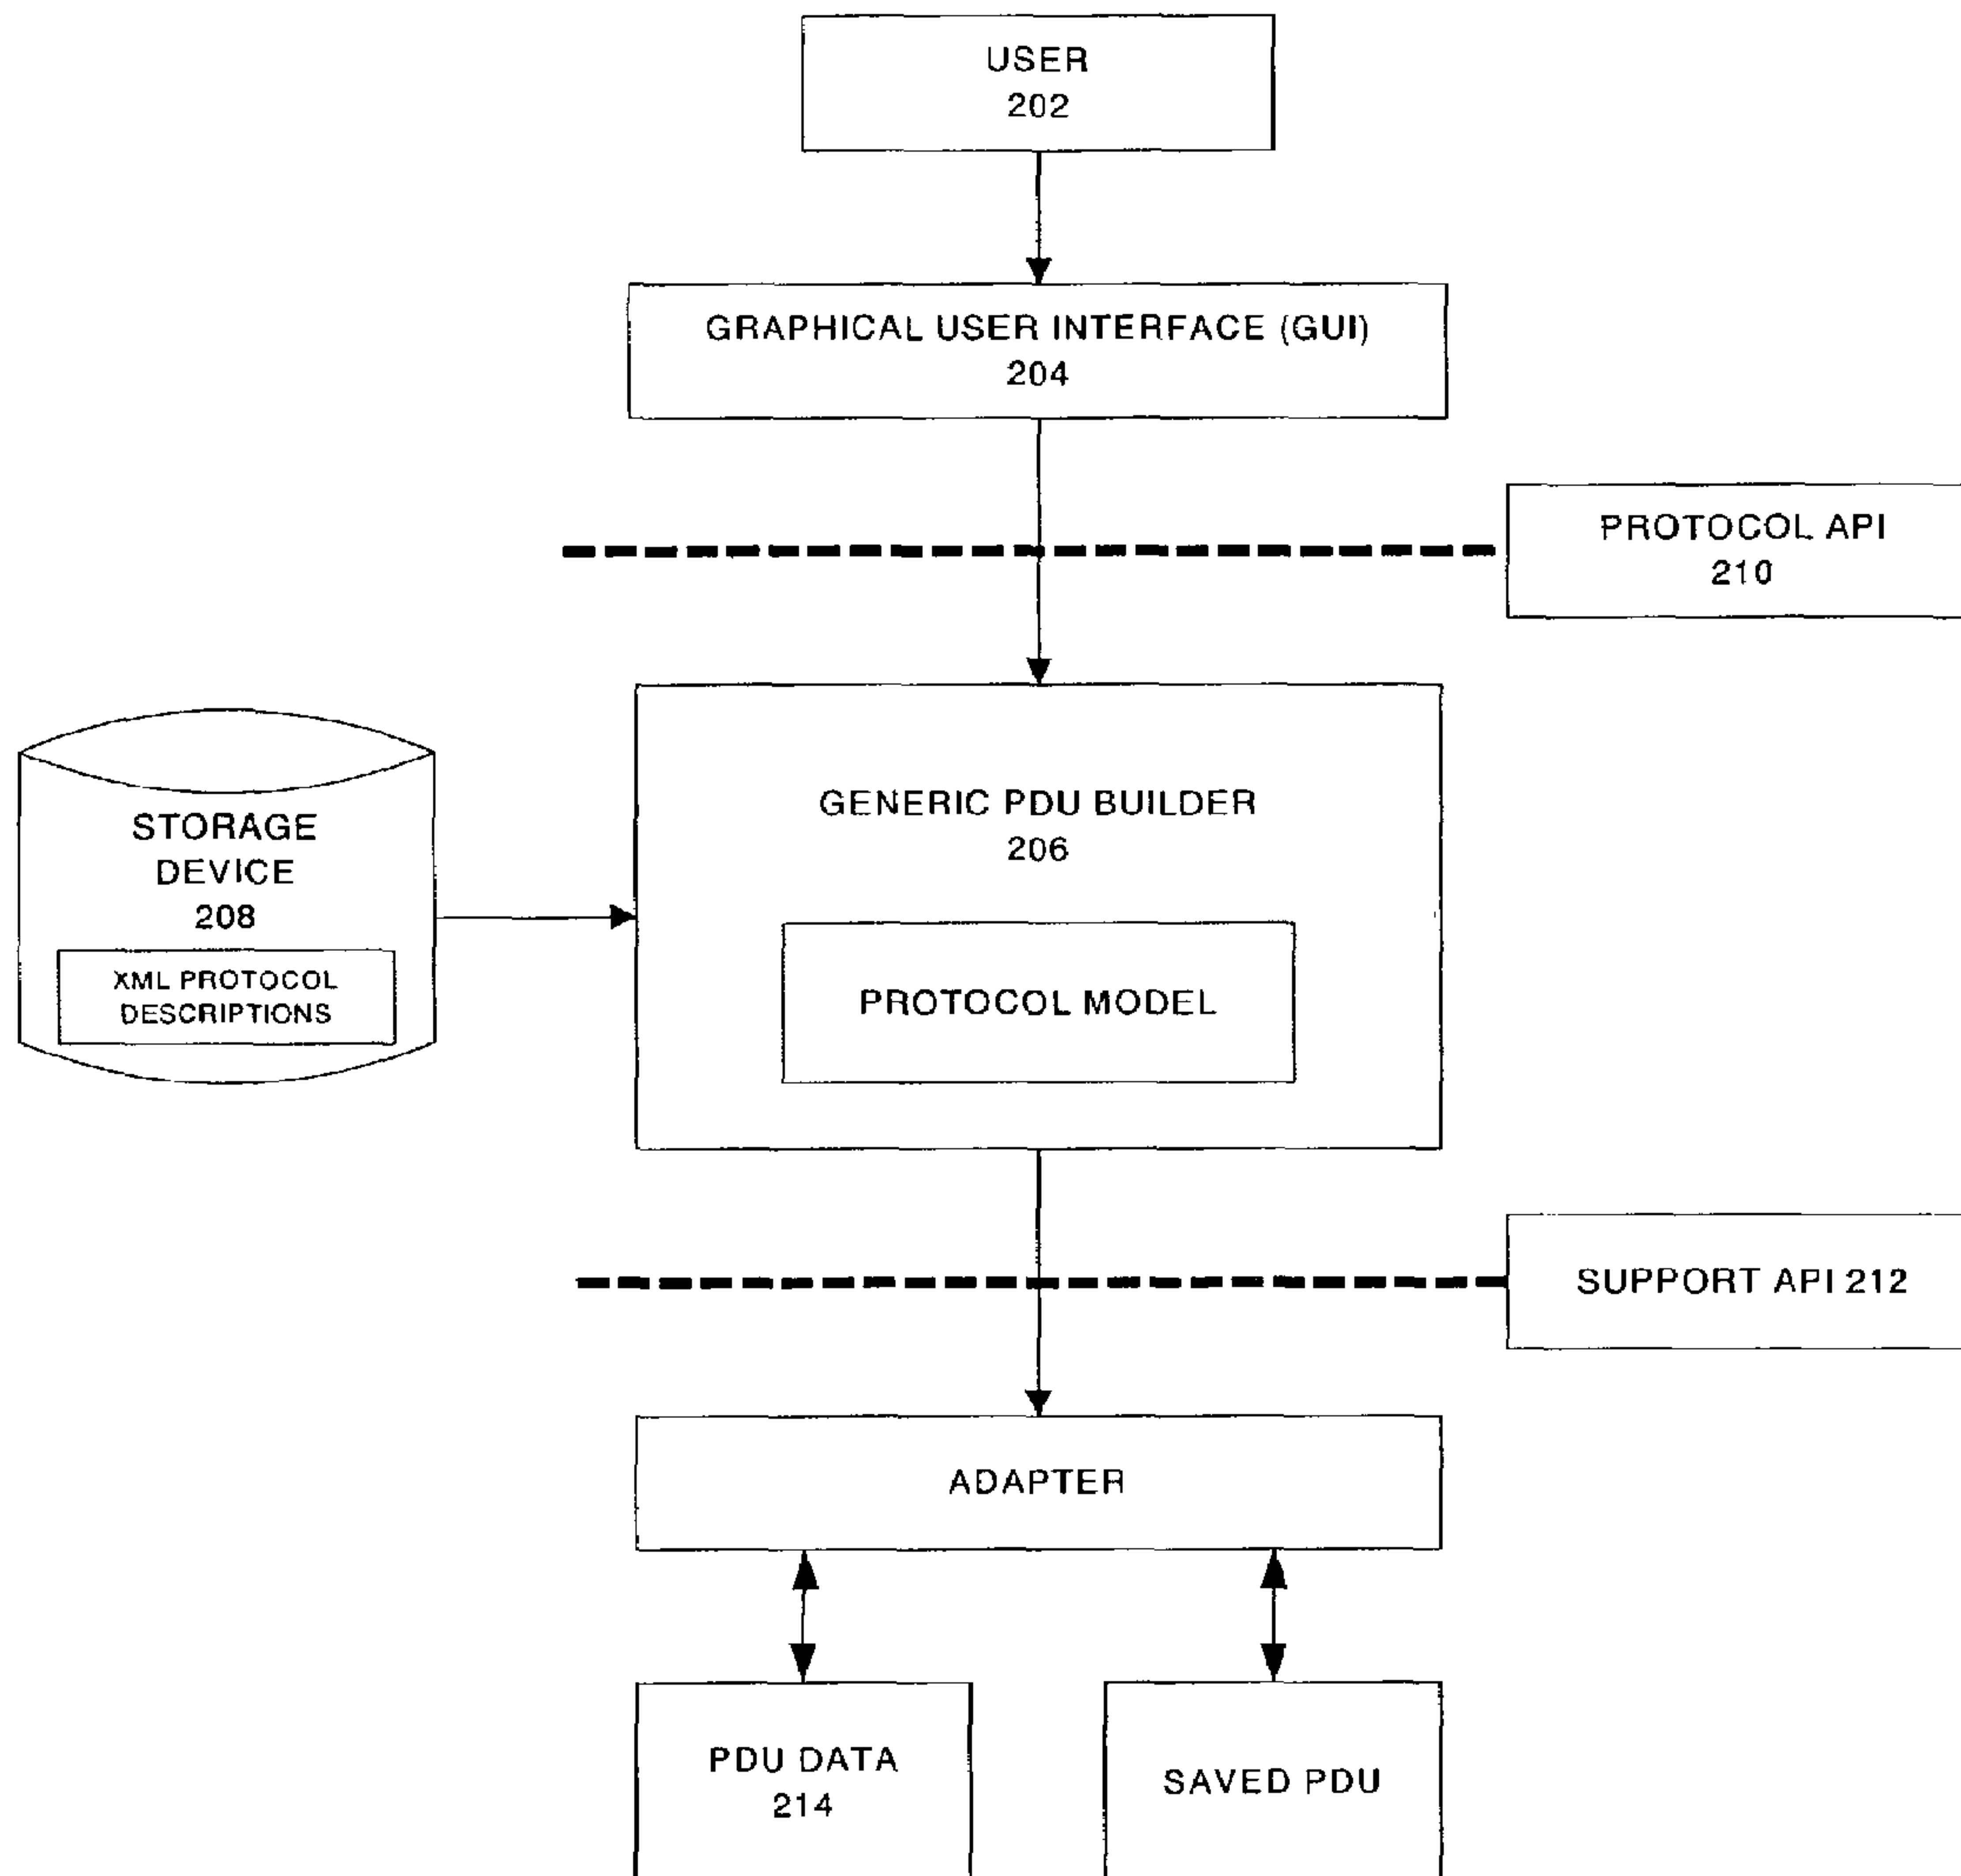 USER
202
GRAPHICAL USER INTERFACE (GUI)
204
PROTOCOL API
210
GENERIC PDU BUILDER
206
STORAGE
DEVICE
208
XML PROTOCOL
DESCRIPTIONS
PROTOCOL MODEL
SUPPORT API 212
ADAPTER
PDU DATA
214
SAVED PDU